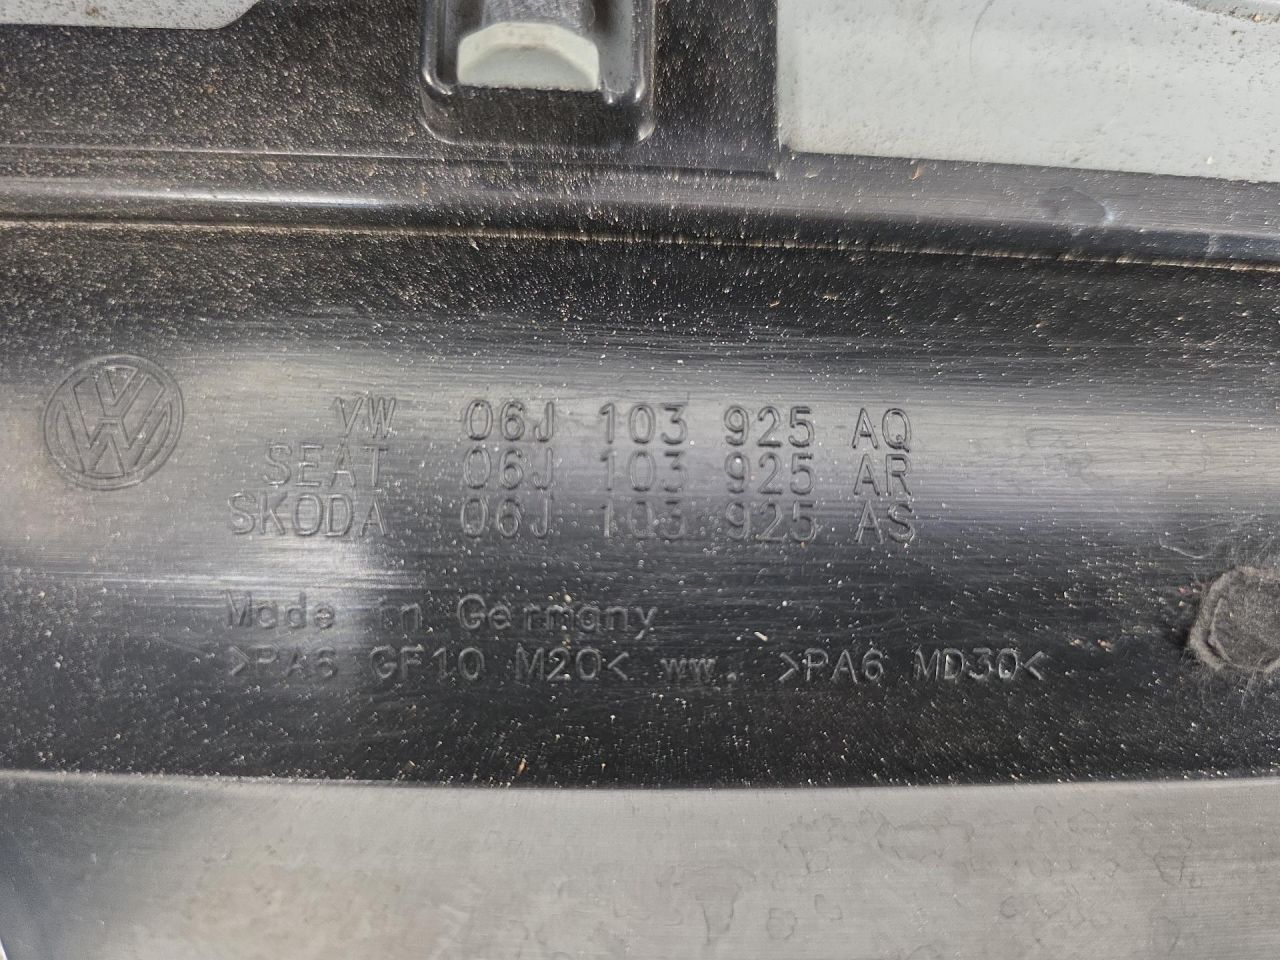 VW 06J 103 925 AQ
SEAT 06J 103 925 AR
SKODA 06J 103 925 AS
Made in Germany
>PA6 GF10 M20< ww. >PA6 MD30<